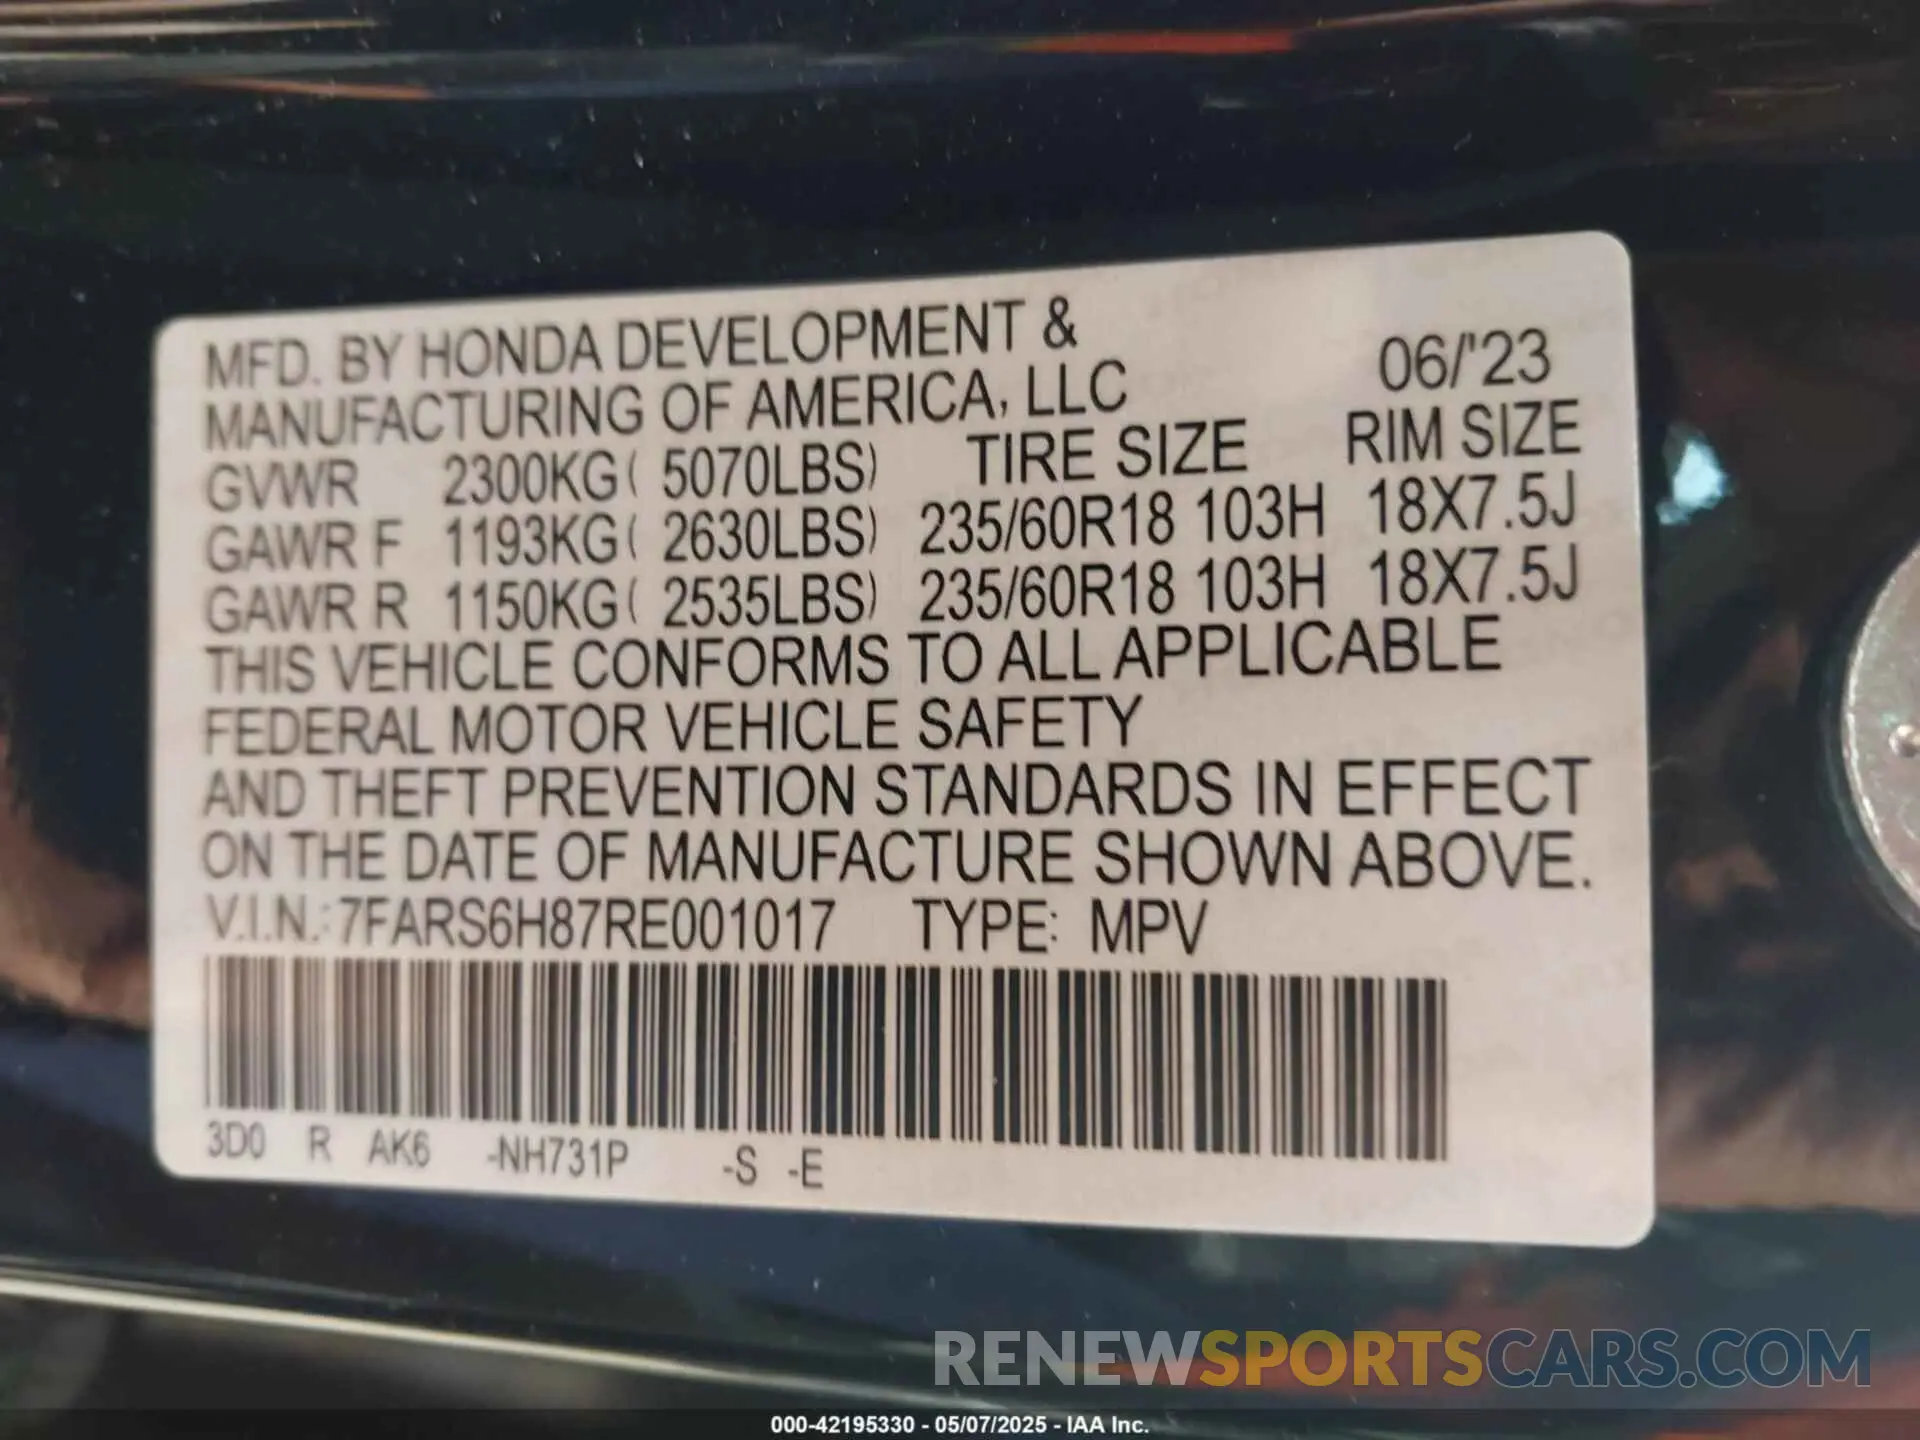 MFD. BY HONDA DEVELOPMENT &
MANUFACTURING OF AMERICA, LLC 06/'23
GVWR 2300KG( 5070LBS) TIRE SIZE RIM SIZE
GAWR F 1193KG( 2630LBS) 235/60R18 103H 18X7.5J
GAWR R 1150KG( 2535LBS) 235/60R18 103H 18X7.5J
THIS VEHICLE CONFORMS TO ALL APPLICABLE
FEDERAL MOTOR VEHICLE SAFETY
AND THEFT PREVENTION STANDARDS IN EFFECT
ON THE DATE OF MANUFACTURE SHOWN ABOVE.
V.I.N.:7FARS6H87RE001017 TYPE: MPV
3D0 R AK6 -NH731P -S -E
RENEWSPORTSCARS.COM
000-42195330 - 05/07/2025 - IAA Inc.